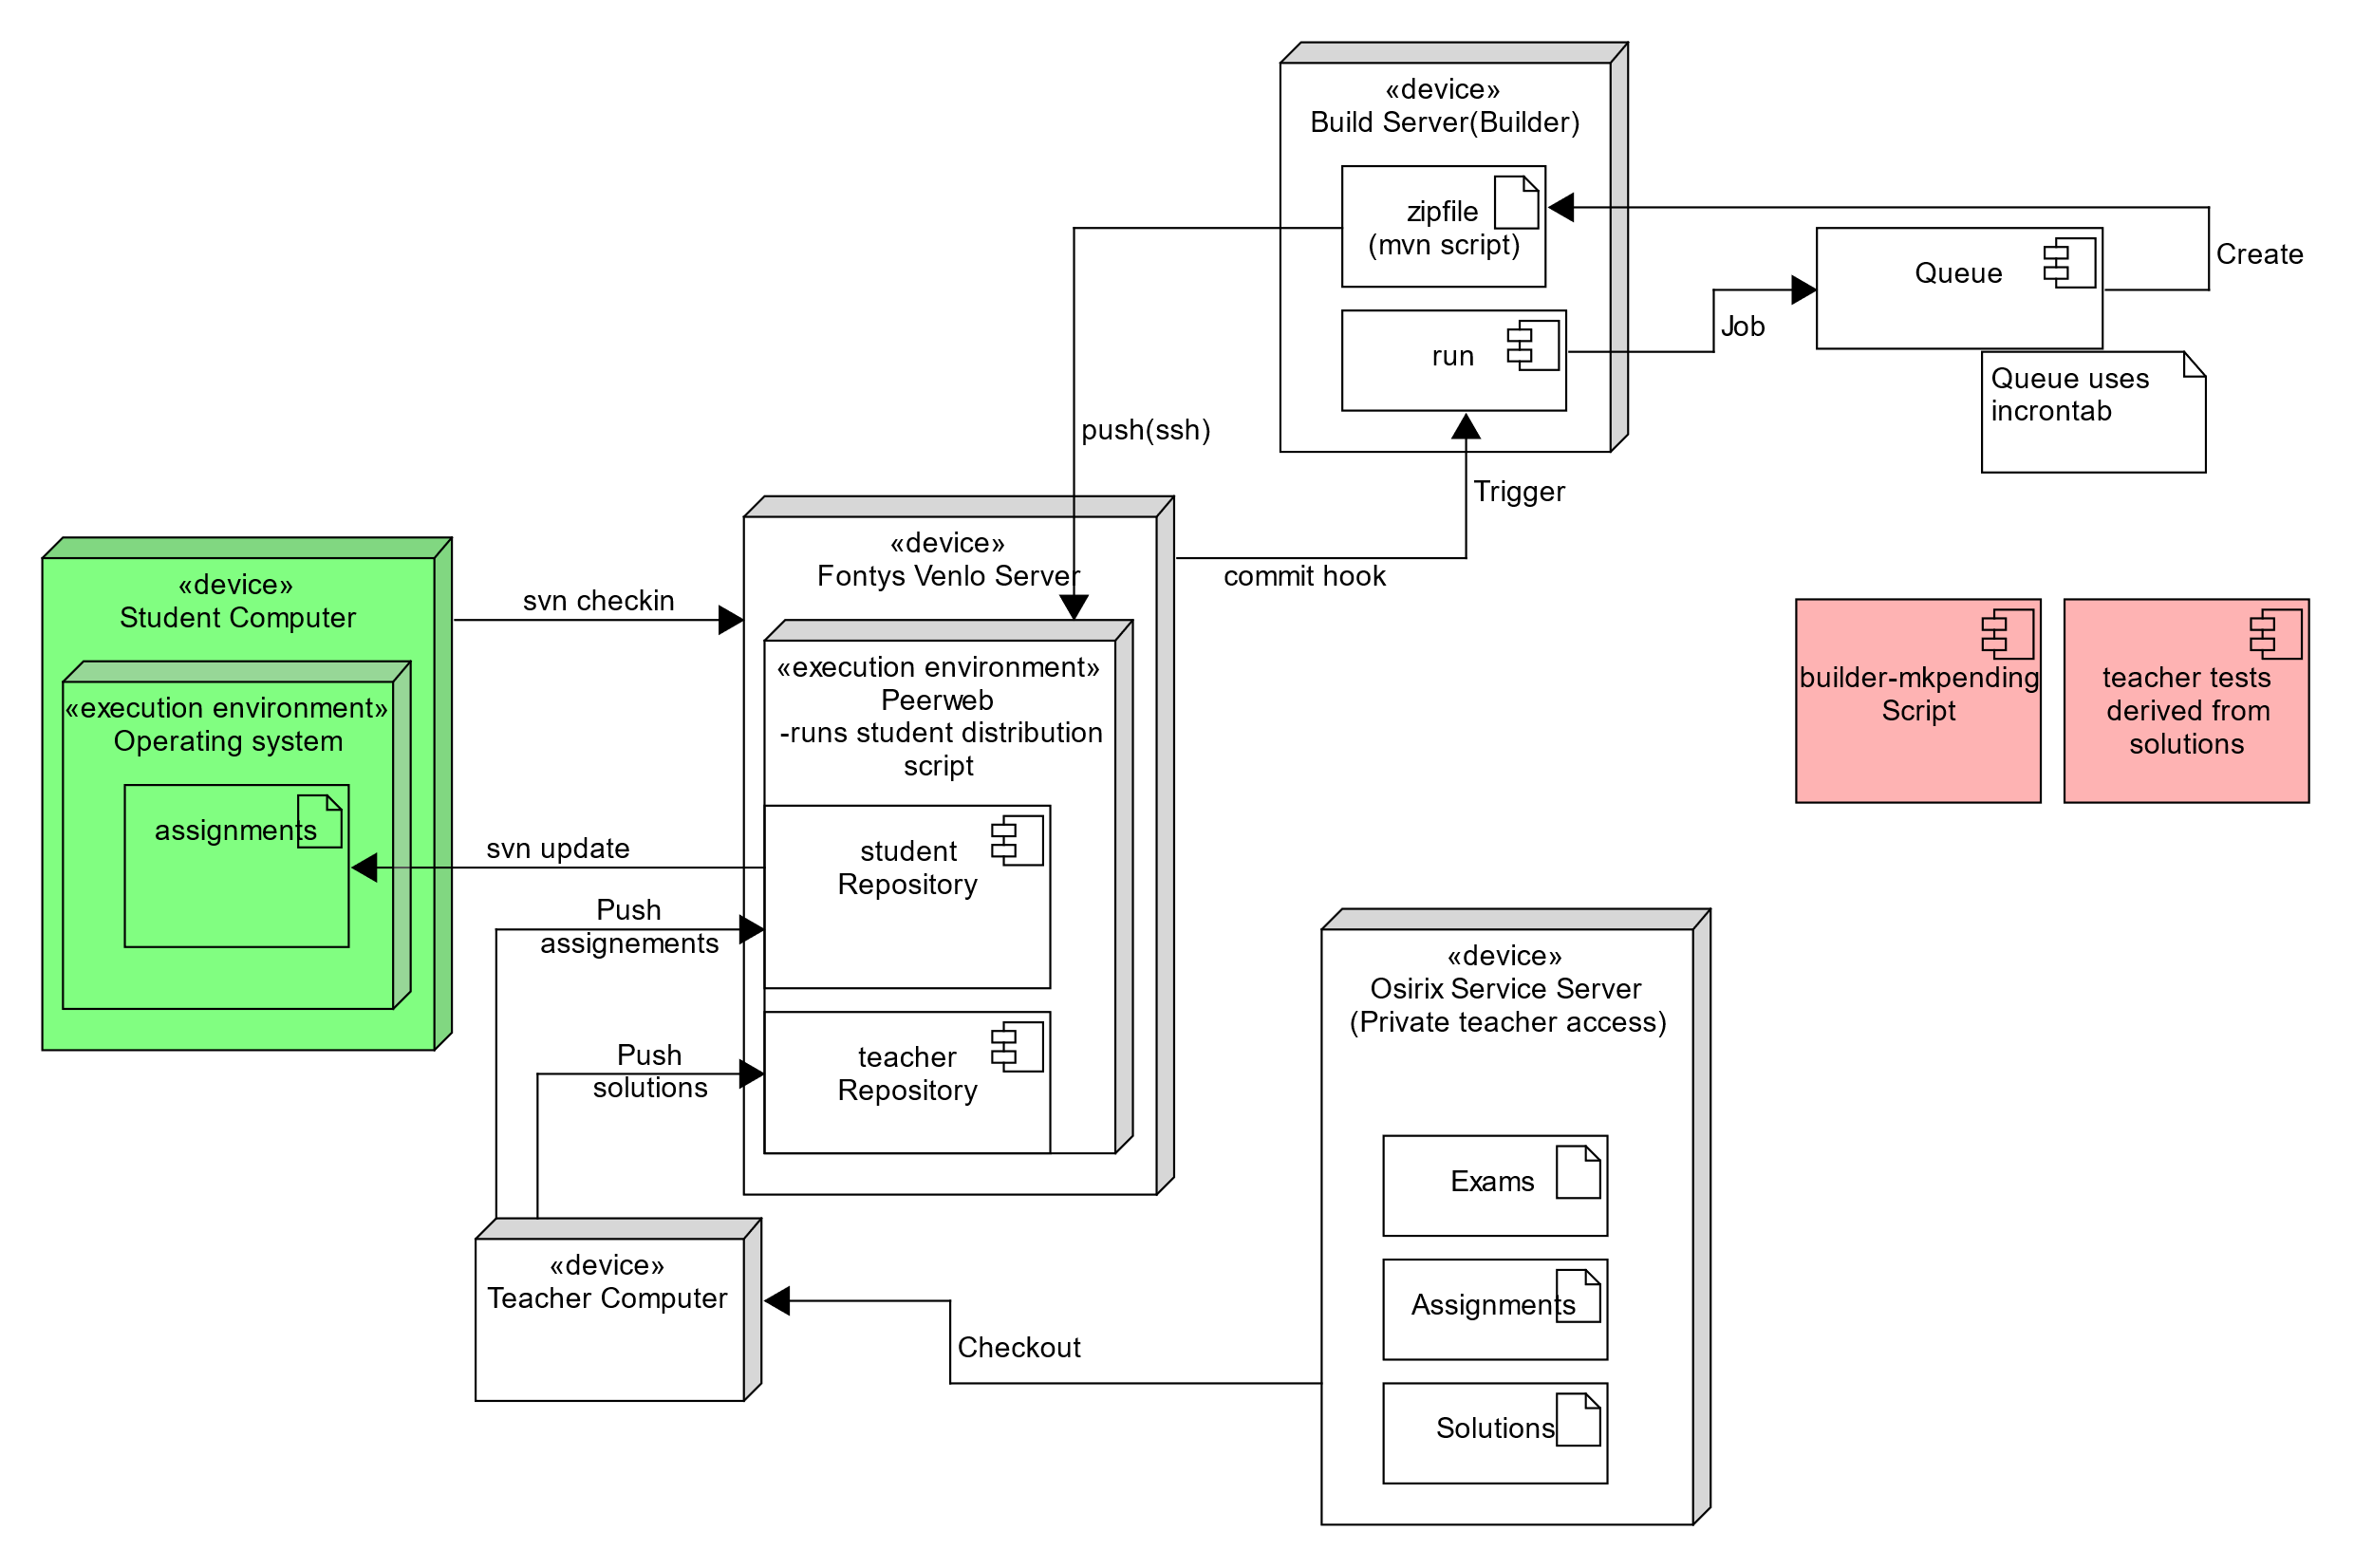 «device»
Build Server(Builder)
zipfile
(mvn script)
run
Create
Queue
Job
Queue uses
incrontab
push(ssh)
Trigger
commit hook
«device»
Student Computer
«execution environment»
Operating system
assignments
svn checkin
svn update
«device»
Fontys Venlo Server
«execution environment»
Peerweb
-runs student distribution
script
student
Repository
teacher
Repository
Push
assignements
Push
solutions
builder-mkpending
Script
teacher tests
derived from
solutions
«device»
Teacher Computer
Checkout
«device»
Osirix Service Server
(Private teacher access)
Exams
Assignments
Solutions